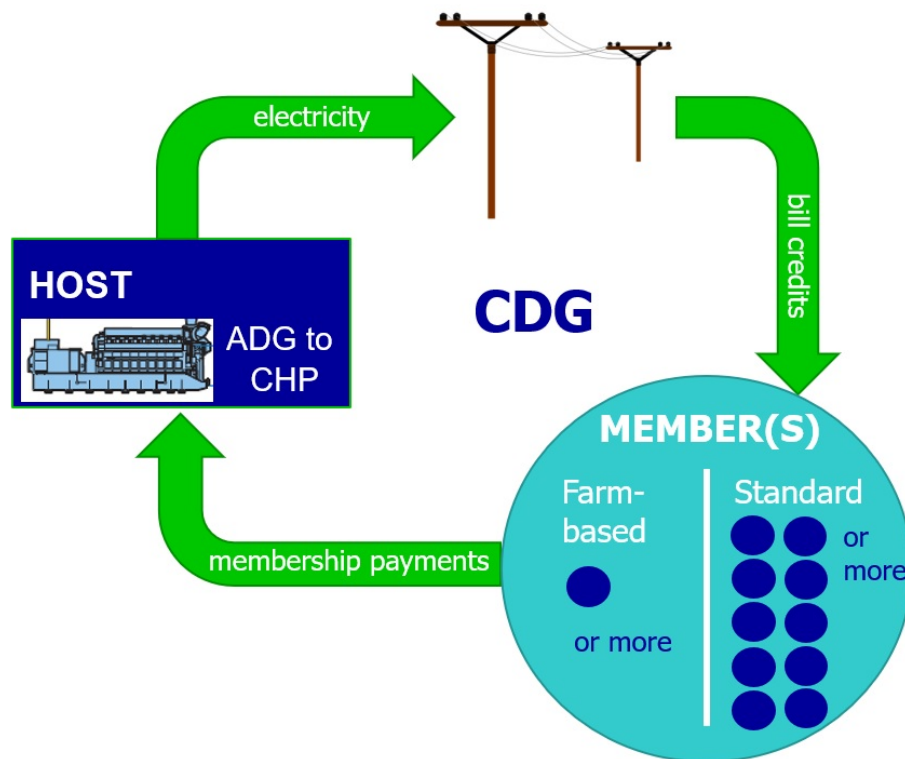 electricity
bill credits
HOST
ADG to
CHP
CDG
MEMBER(S)
Farm-
based
or more
Standard
or
more
membership payments